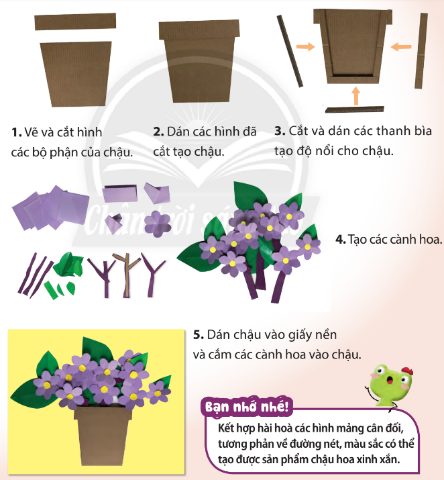 1. Vẽ và cắt hình
các bộ phận của chậu.
2. Dán các hình đã
cắt tạo chậu.
3. Cắt và dán các thanh bìa
tạo độ nổi cho chậu.
Chân trời sáng tạo
4. Tạo các cành hoa.
5. Dán chậu vào giấy nền
và cắm các cành hoa vào chậu.
Bạn nhớ nhé!
Kết hợp hài hoà các hình mảng cân đối,
tương phản về đường nét, màu sắc có thể
tạo được sản phẩm chậu hoa xinh xắn.